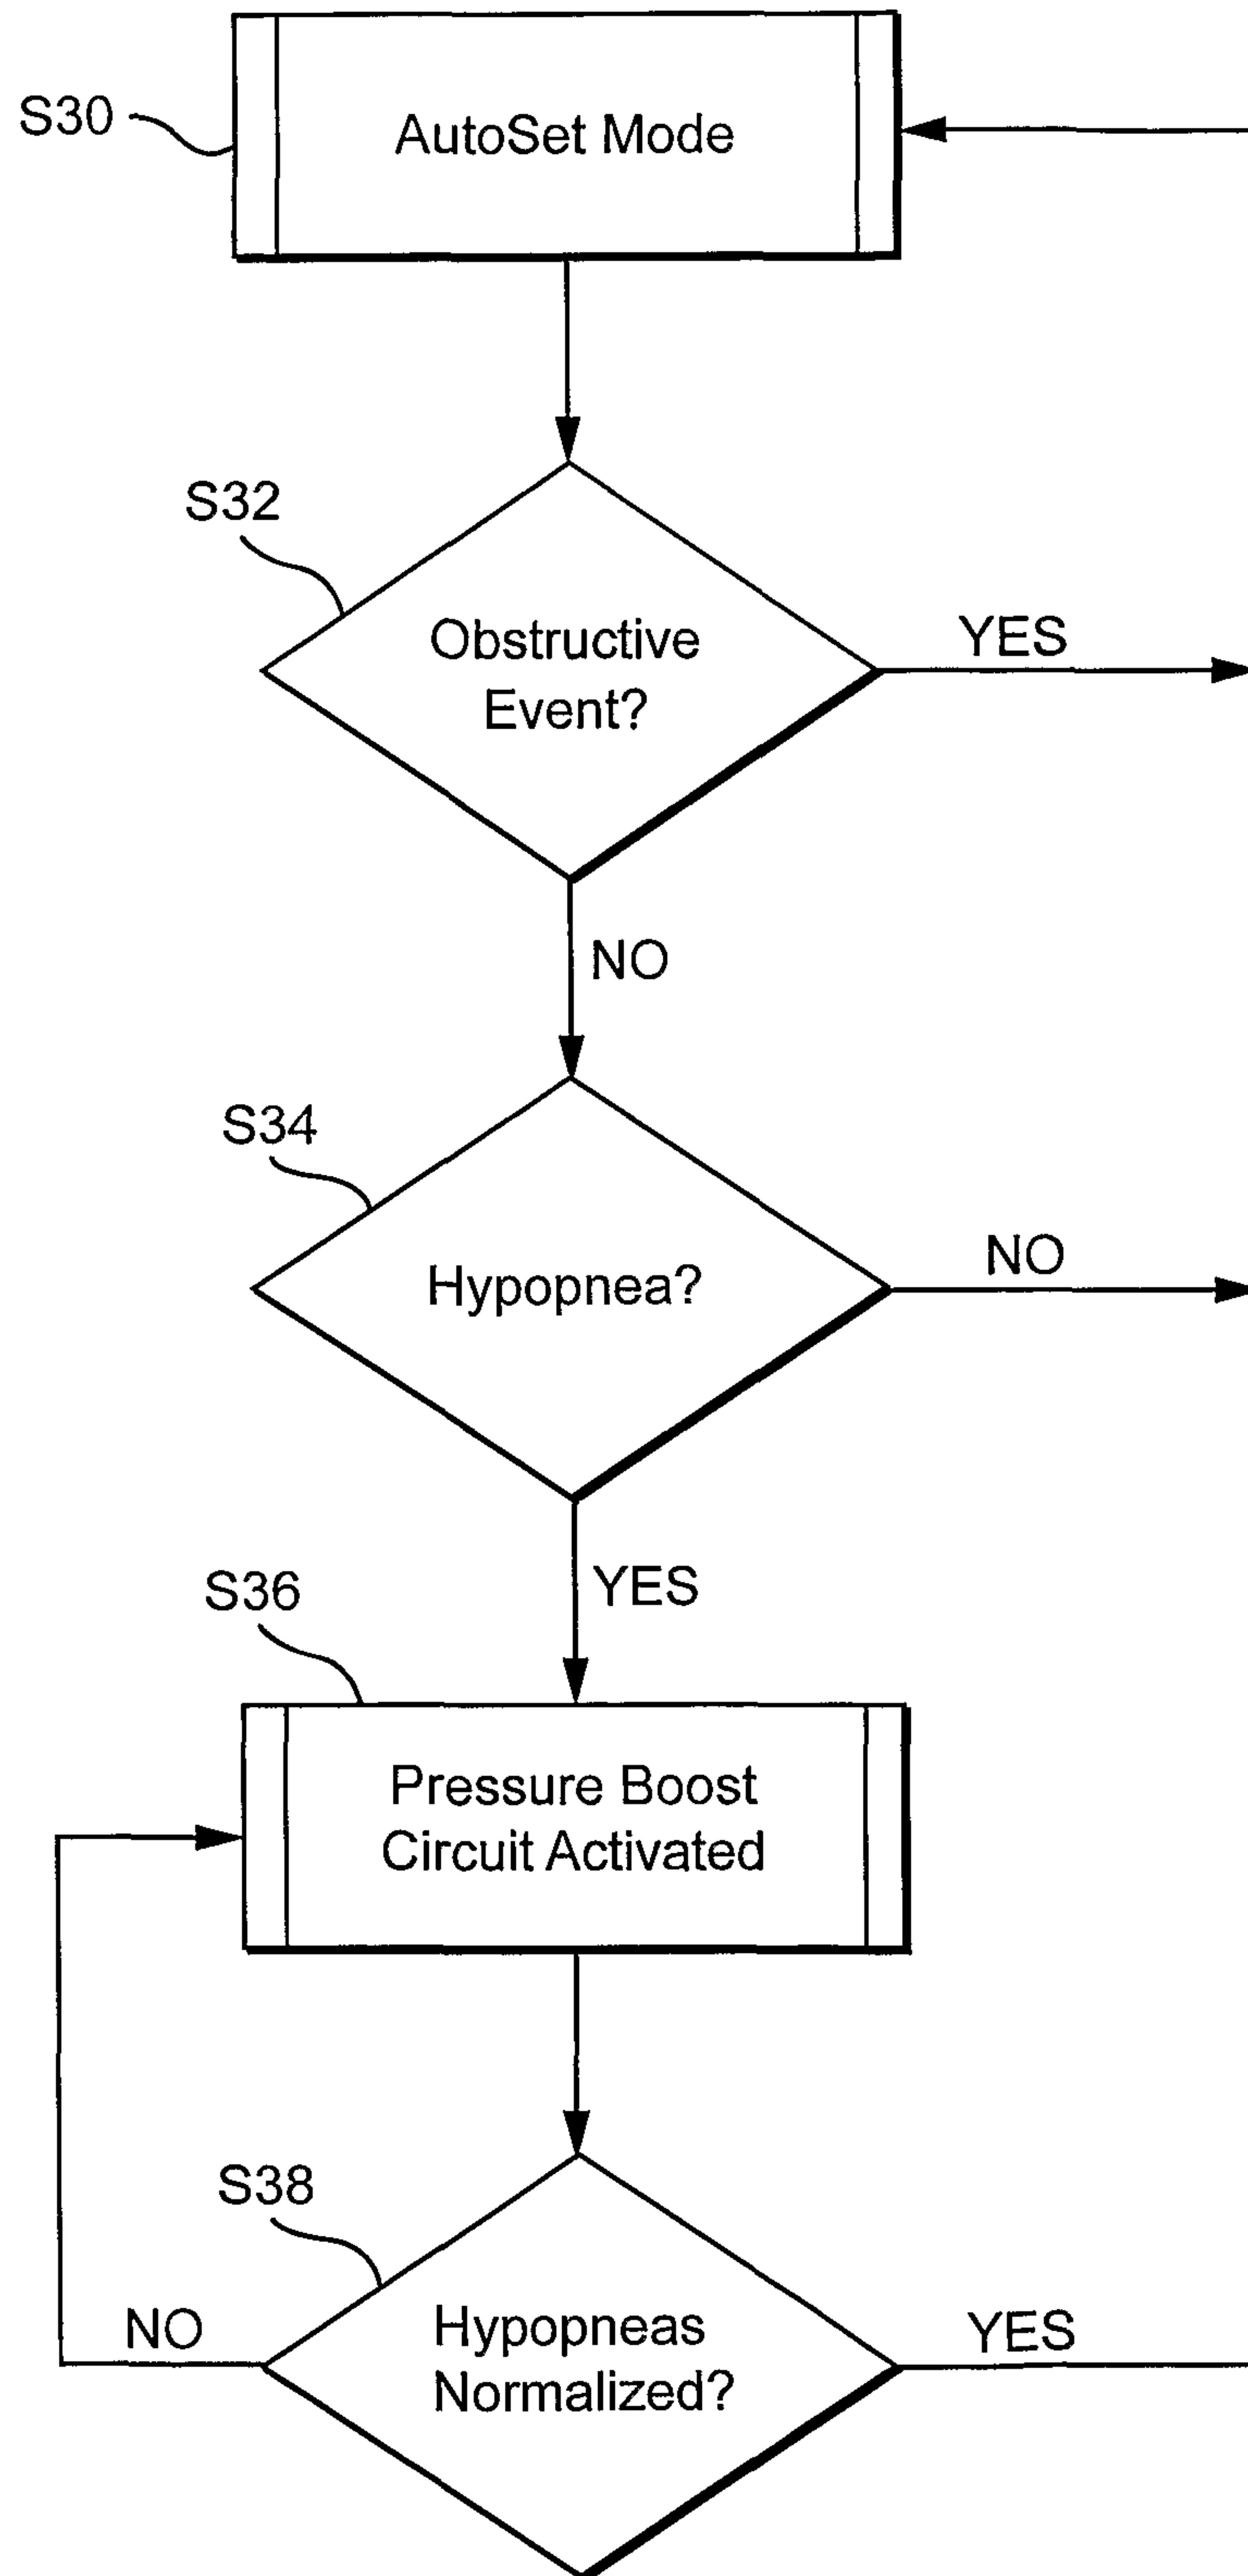 S30
AutoSet Mode
S32
Obstructive
Event?
YES
NO
S34
Hypopnea?
NO
YES
S36
Pressure Boost
Circuit Activated
S38
NO
Hypopneas
Normalized?
YES